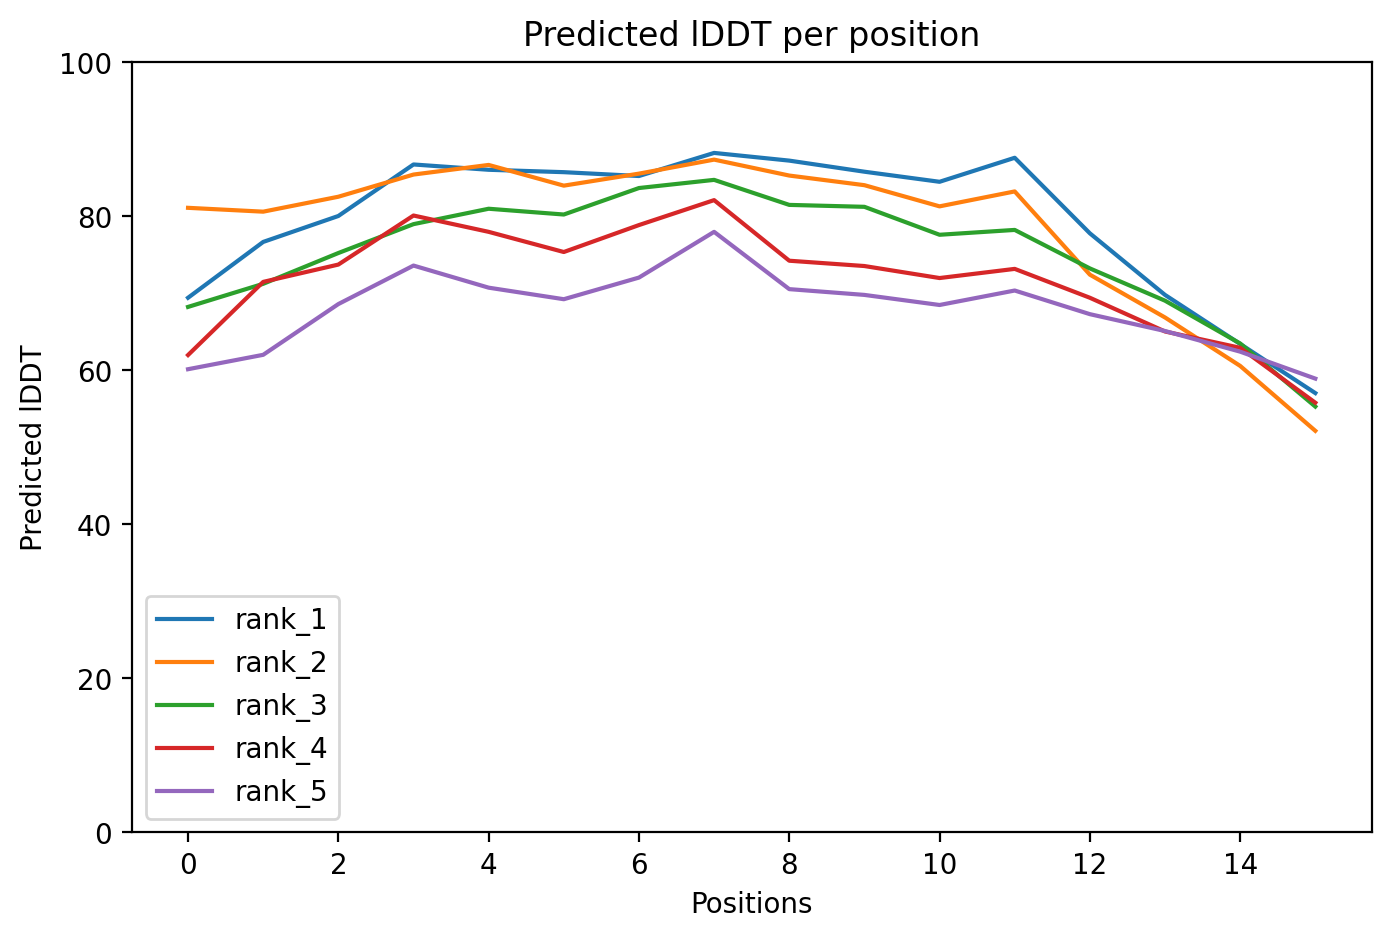 Predicted lDDT per position
100
80
60
40
20
0
Predicted lDDT
rank_1
rank_2
rank_3
rank_4
rank_5
0 2 4 6 8 10 12 14
Positions